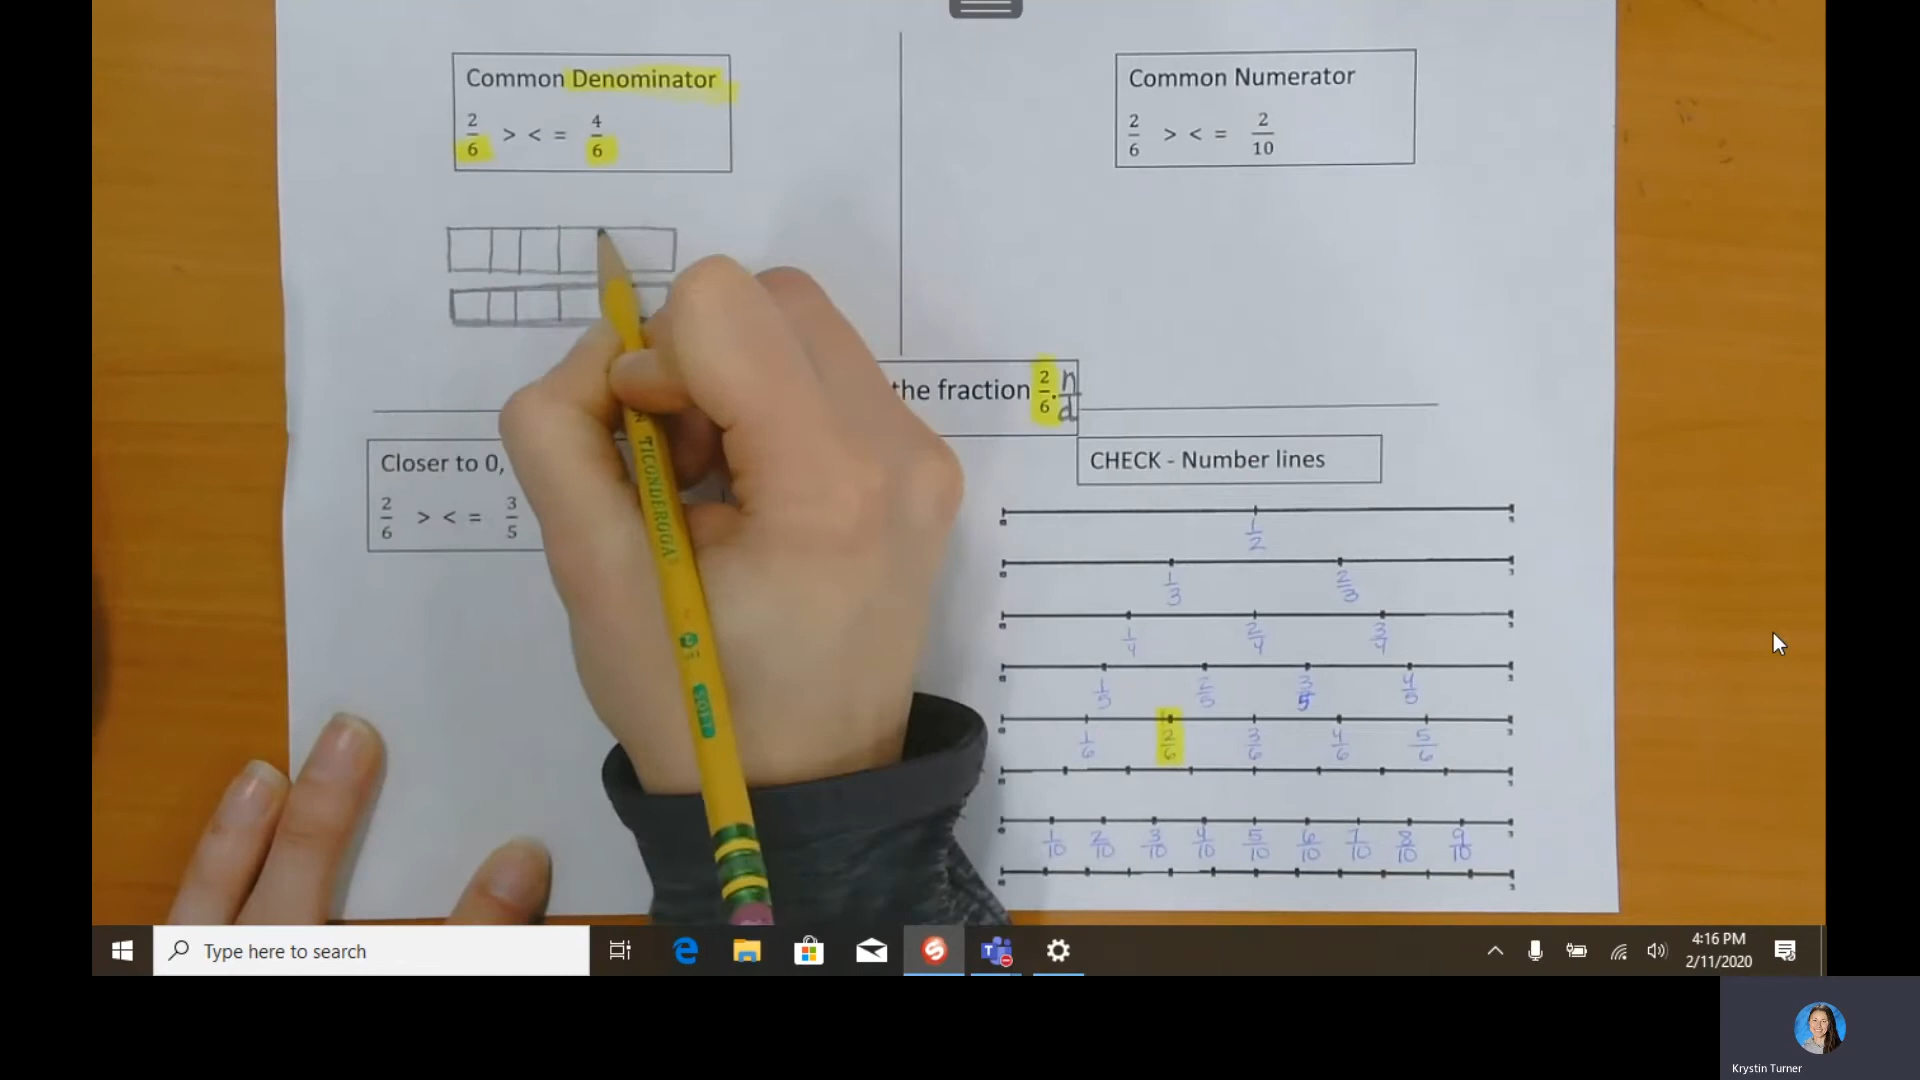 Common Denominator
2/6 > < = 4/6
Common Numerator
2/6 > < = 2/10
the fraction 2/6. n/d
Closer to 0,
2/6 > < = 3/5
CHECK - Number lines
1/2
1/3 2/3
1/4 2/4 3/4
1/5 2/5 3/5 4/5
1/6 2/6 3/6 4/6 5/6
1/10 2/10 3/10 4/10 5/10 6/10 7/10 8/10 9/10
TICONDEROGA
Type here to search
4:16 PM
2/11/2020
Krystin Turner